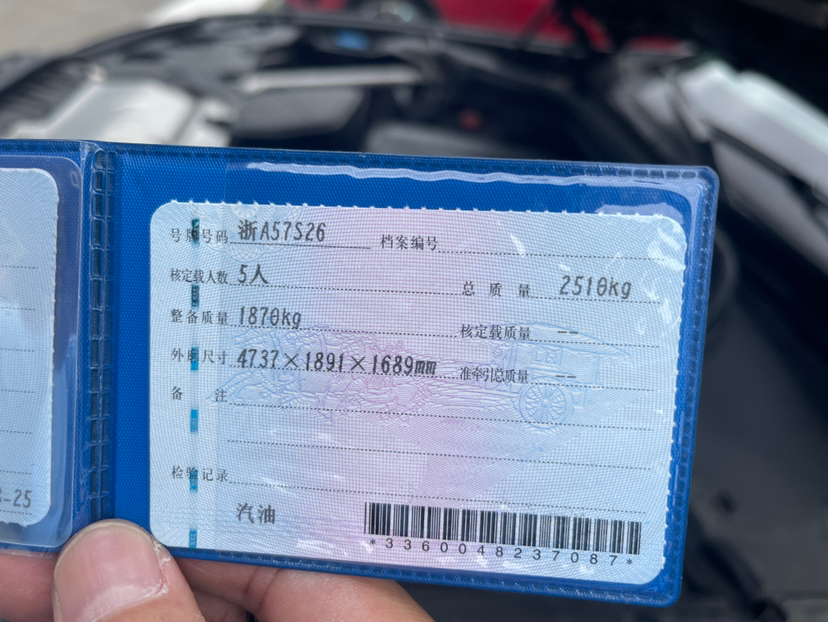 号牌号码 浙A57S26 档案编号
核定载人数 5人 总质量 2510kg
整备质量 1870kg 核定载质量 --
外廓尺寸 4737×1891×1689mm 准牵引总质量 --
备注
检验记录
汽油
*3360048237087*
-25